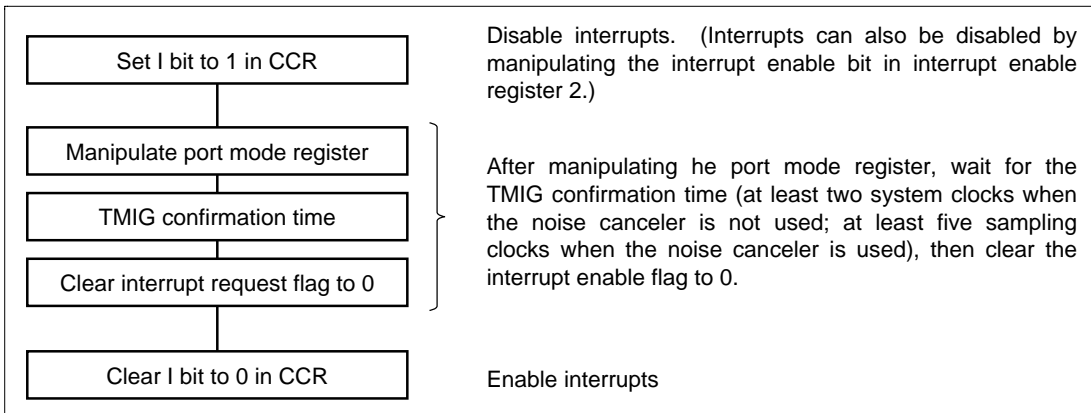 Set I bit to 1 in CCR
Disable interrupts. (Interrupts can also be disabled by
manipulating the interrupt enable bit in interrupt enable
register 2.)
Manipulate port mode register
TMIG confirmation time
Clear interrupt request flag to 0
After manipulating he port mode register, wait for the
TMIG confirmation time (at least two system clocks when
the noise canceler is not used; at least five sampling
clocks when the noise canceler is used), then clear the
interrupt enable flag to 0.
Clear I bit to 0 in CCR
Enable interrupts